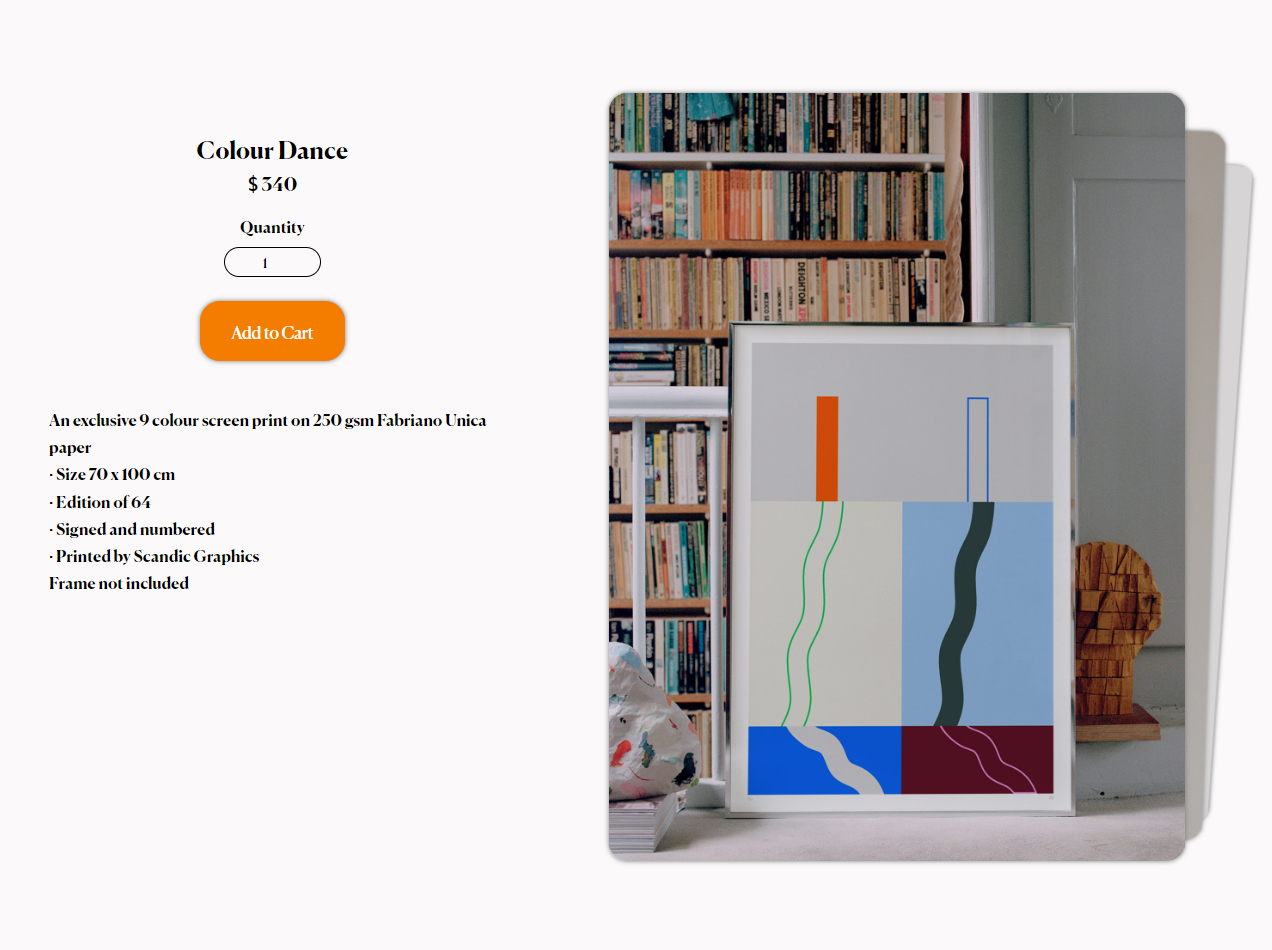 Colour Dance
$ 340
Quantity
1
Add to Cart
An exclusive 9 colour screen print on 250 gsm Fabriano Unica
paper
· Size 70 x 100 cm
· Edition of 64
· Signed and numbered
· Printed by Scandic Graphics
Frame not included
DEIGHTON